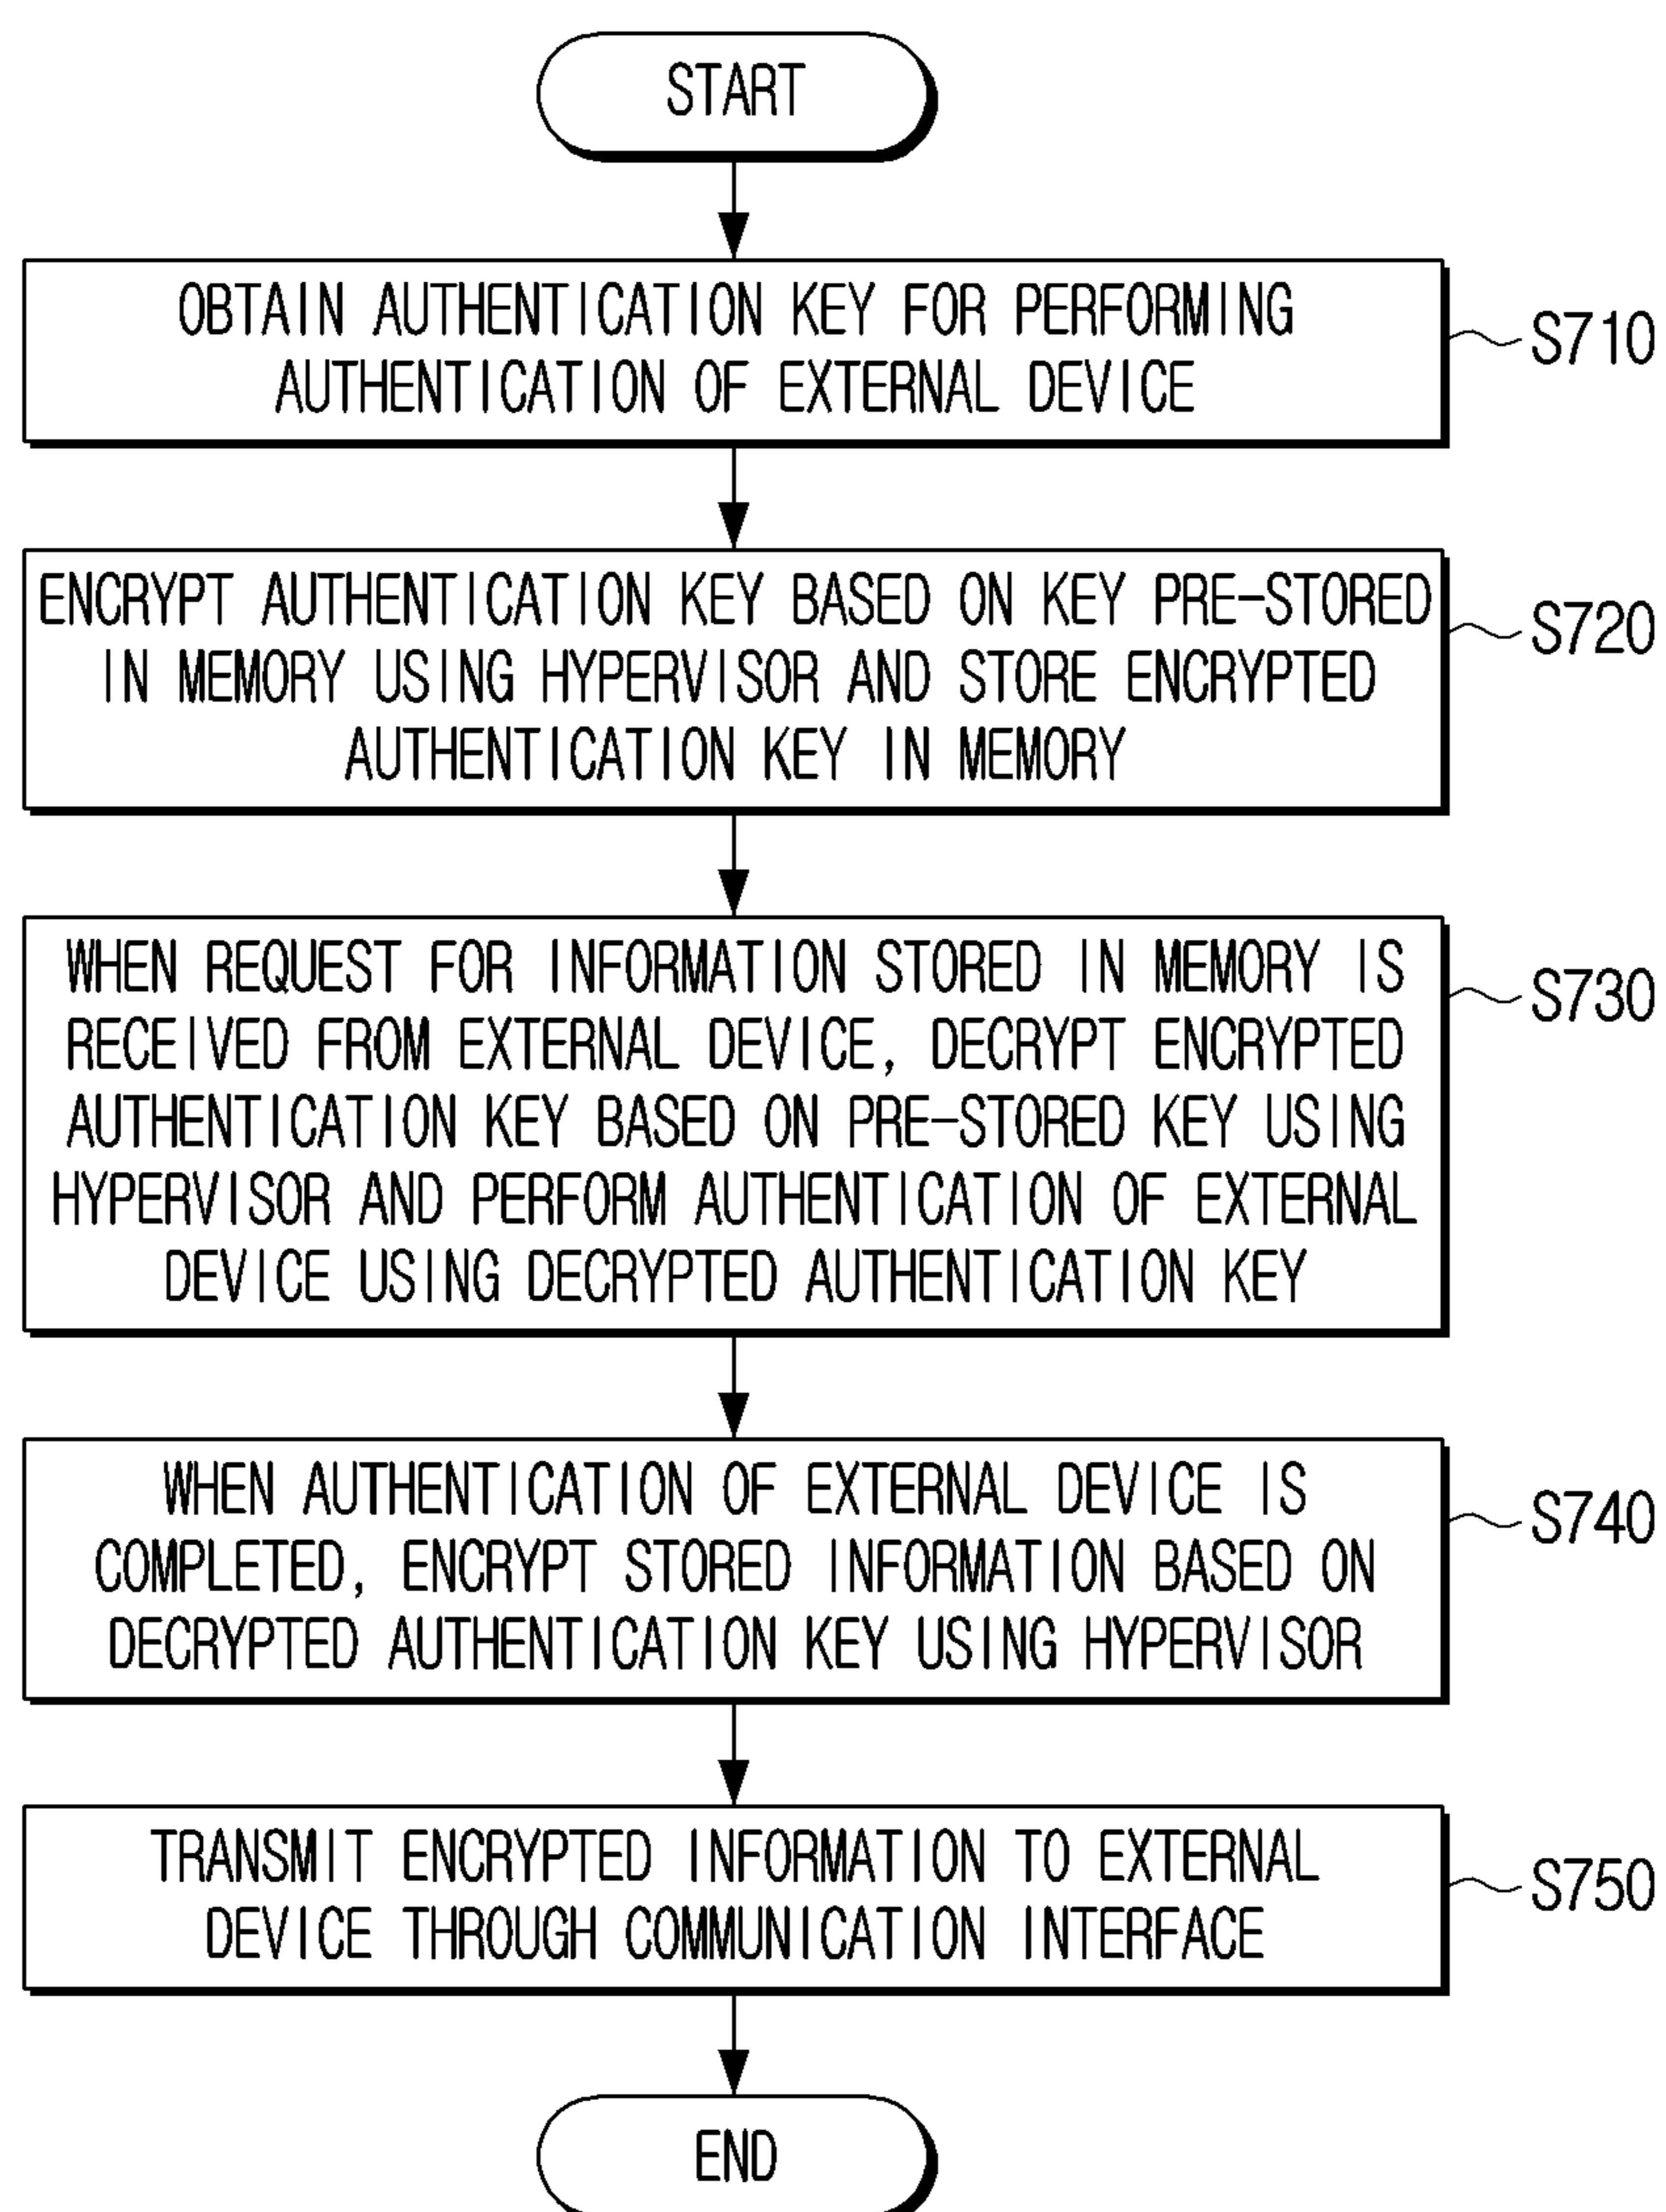 START
OBTAIN AUTHENTICATION KEY FOR PERFORMING
AUTHENTICATION OF EXTERNAL DEVICE
S710
ENCRYPT AUTHENTICATION KEY BASED ON KEY PRE-STORED
IN MEMORY USING HYPERVISOR AND STORE ENCRYPTED
AUTHENTICATION KEY IN MEMORY
S720
WHEN REQUEST FOR INFORMATION STORED IN MEMORY IS
RECEIVED FROM EXTERNAL DEVICE, DECRYPT ENCRYPTED
AUTHENTICATION KEY BASED ON PRE-STORED KEY USING
HYPERVISOR AND PERFORM AUTHENTICATION OF EXTERNAL
DEVICE USING DECRYPTED AUTHENTICATION KEY
S730
WHEN AUTHENTICATION OF EXTERNAL DEVICE IS
COMPLETED, ENCRYPT STORED INFORMATION BASED ON
DECRYPTED AUTHENTICATION KEY USING HYPERVISOR
S740
TRANSMIT ENCRYPTED INFORMATION TO EXTERNAL
DEVICE THROUGH COMMUNICATION INTERFACE
S750
END